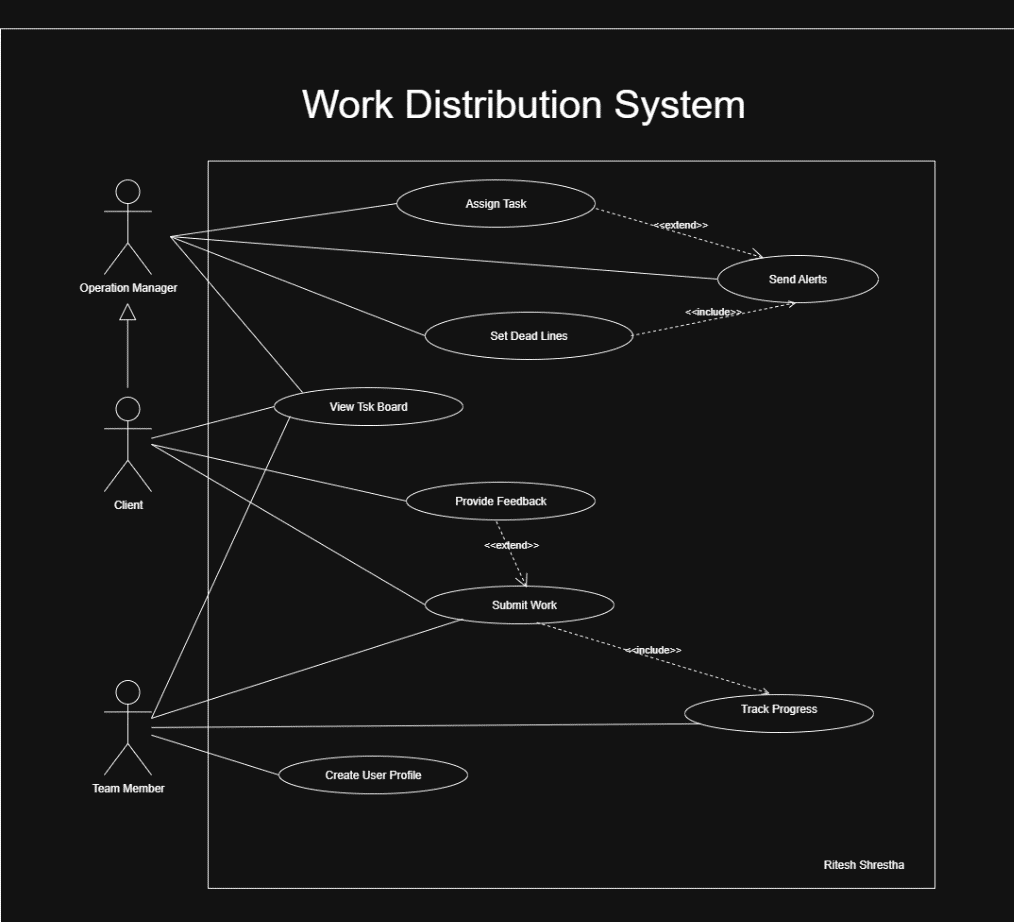 Work Distribution System
Assign Task
<<extend>>
Send Alerts
Operation Manager
<<include>>
Set Dead Lines
View Tsk Board
Client
Provide Feedback
<<extend>>
Submit Work
<<include>>
Track Progress
Create User Profile
Team Member
Ritesh Shrestha